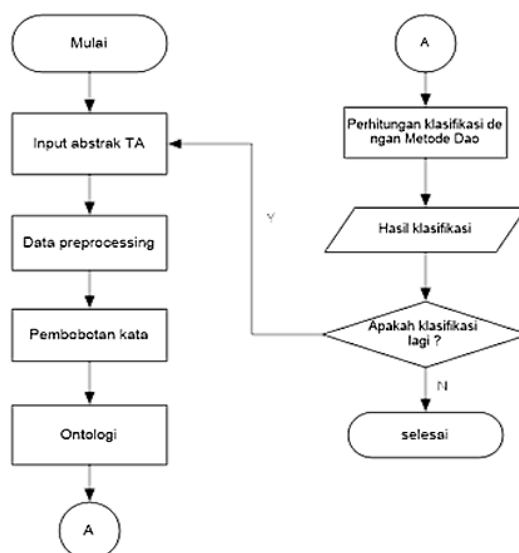 Mulai
Input abstrak TA
Data preprocessing
Pembobotan kata
Ontologi
A
A
Perhitungan klasifikasi de
ngan Metode Dao
Hasil klasifikasi
Apakah klasifikasi
lagi ?
Y
N
selesai